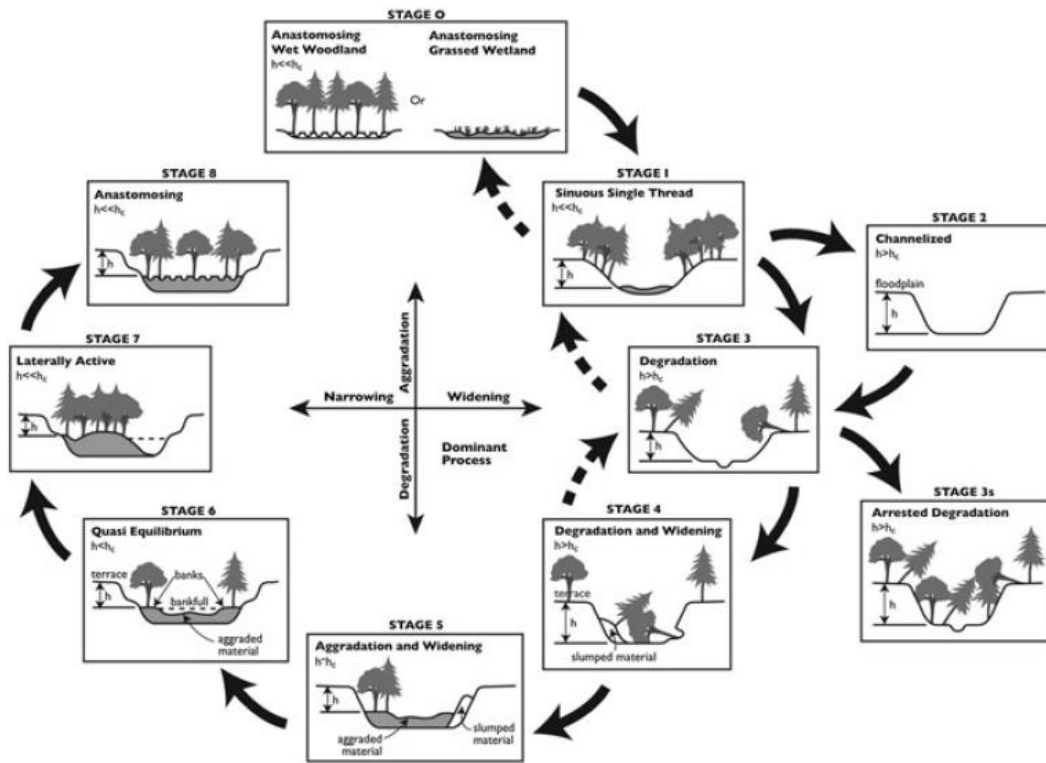 STAGE 0
Anastomosing
Wet Woodland
h<<hc
Or
Anastomosing
Grassed Wetland
STAGE 1
Sinuous Single Thread
h<<hc
h
STAGE 2
Channelized
h>hc
floodplain
h
STAGE 3
Degradation
h>hc
h
STAGE 3s
Arrested Degradation
h>hc
h
STAGE 4
Degradation and Widening
h>hc
terrace
h
slumped material
STAGE 5
Aggradation and Widening
h~hc
h
aggraded
material
slumped
material
STAGE 6
Quasi Equilibrium
h<hc
terrace
banks
h
bankfull
aggraded
material
STAGE 7
Laterally Active
h<<hc
h
STAGE 8
Anastomosing
h<<hc
h
Aggradation
Narrowing
Widening
Degradation
Dominant
Process